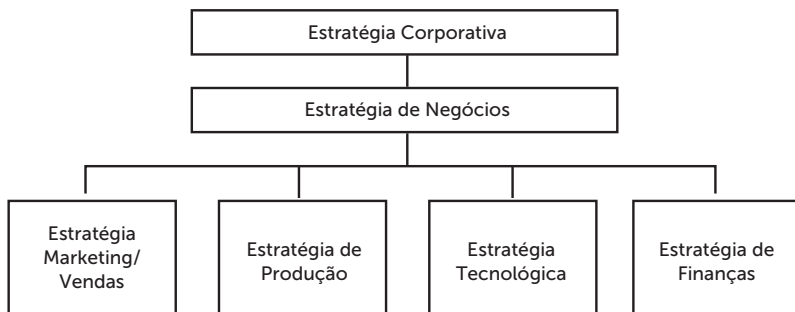 Estratégia Corporativa
Estratégia de Negócios
Estratégia
Marketing/
Vendas
Estratégia de
Produção
Estratégia
Tecnológica
Estratégia de
Finanças